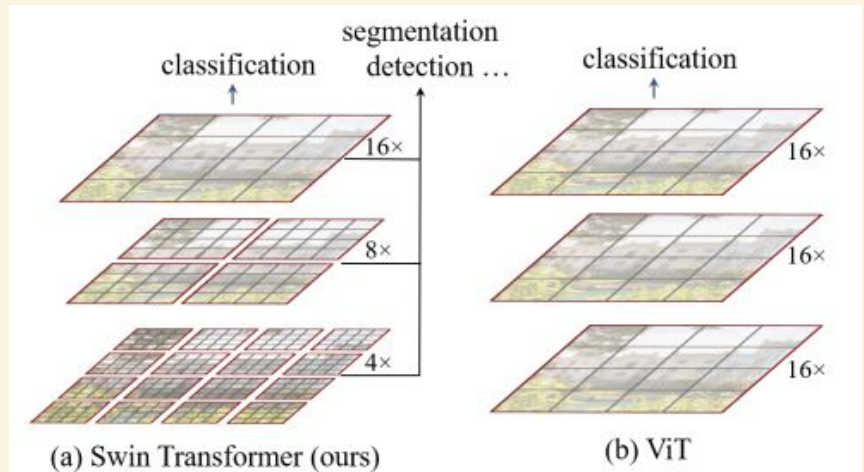 segmentation
detection …
classification
16×
8×
4×
(a) Swin Transformer (ours)
classification
16×
16×
16×
(b) ViT